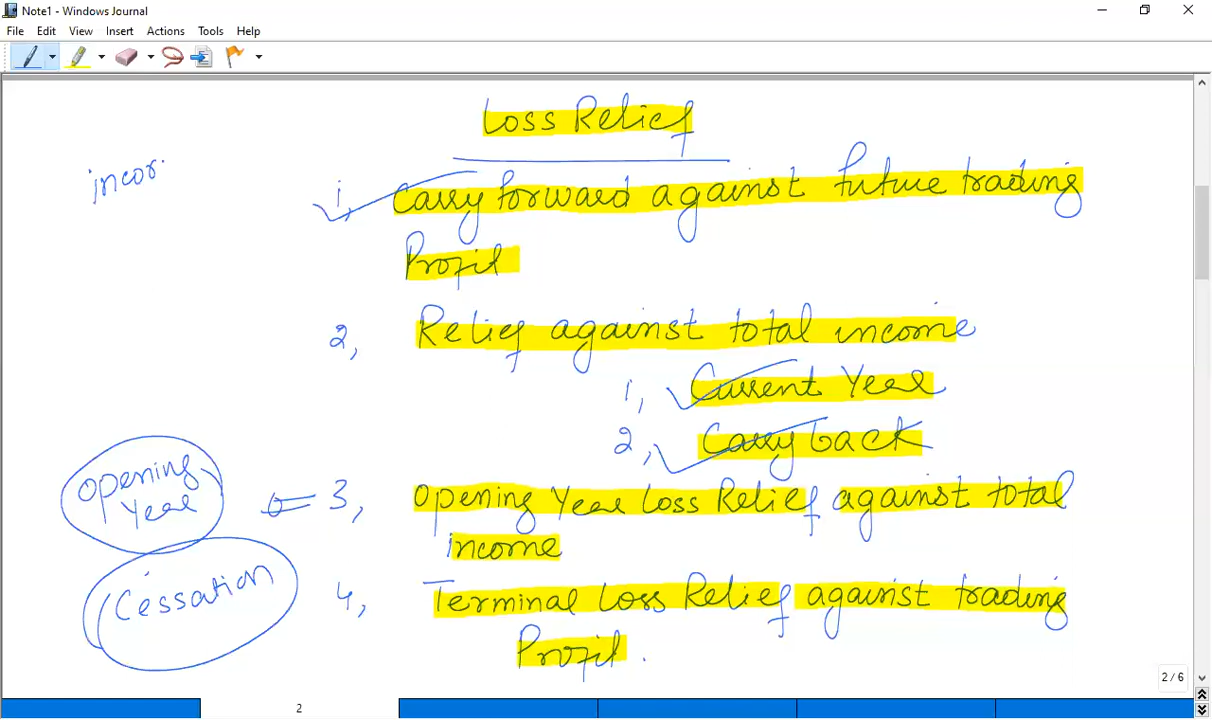 Note1 - Windows Journal
File Edit View Insert Actions Tools Help
Loss Relief
incor
1, Carry forward against future trading
Profit
2, Relief against total income
1, Current Year
2, Carry back
Opening
Year
3, Opening Year Loss Relief against total
income
Cessation
4, Terminal Loss Relief against trading
Profit.
2 / 6
2